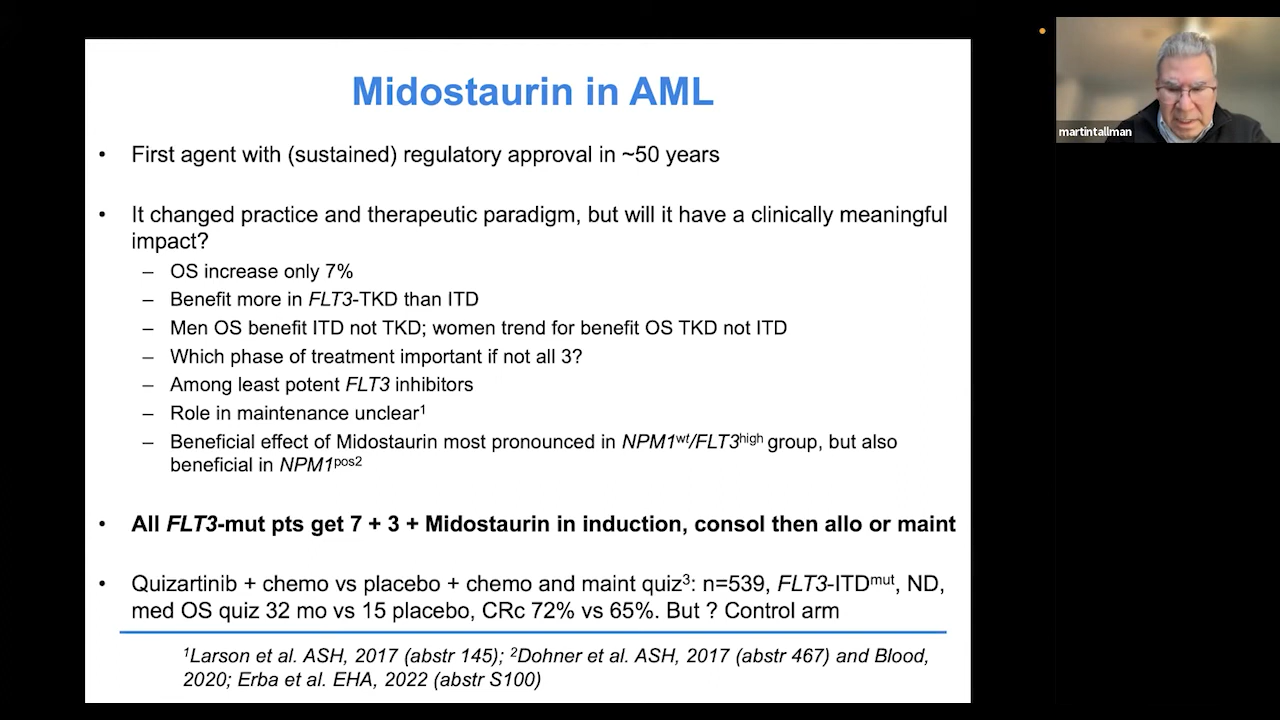 Midostaurin in AML
• First agent with (sustained) regulatory approval in ~50 years
• It changed practice and therapeutic paradigm, but will it have a clinically meaningful
impact?
– OS increase only 7%
– Benefit more in FLT3-TKD than ITD
– Men OS benefit ITD not TKD; women trend for benefit OS TKD not ITD
– Which phase of treatment important if not all 3?
– Among least potent FLT3 inhibitors
– Role in maintenance unclear¹
– Beneficial effect of Midostaurin most pronounced in NPM1ʷᵗ/FLT3ʰⁱᵍʰ group, but also
beneficial in NPM1ᵖᵒˢ²
• All FLT3-mut pts get 7 + 3 + Midostaurin in induction, consol then allo or maint
• Quizartinib + chemo vs placebo + chemo and maint quiz³: n=539, FLT3-ITDᵐᵘᵗ, ND,
med OS quiz 32 mo vs 15 placebo, CRc 72% vs 65%. But ? Control arm
¹Larson et al. ASH, 2017 (abstr 145); ²Dohner et al. ASH, 2017 (abstr 467) and Blood,
2020; Erba et al. EHA, 2022 (abstr S100)
martintallman